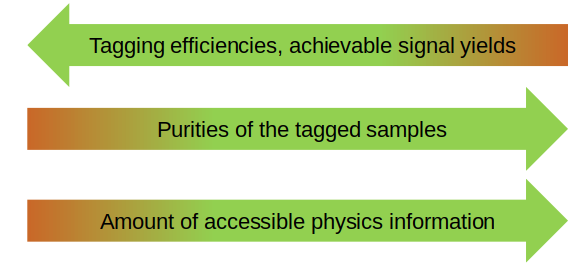 Tagging efficiencies, achievable signal yields
Purities of the tagged samples
Amount of accessible physics information